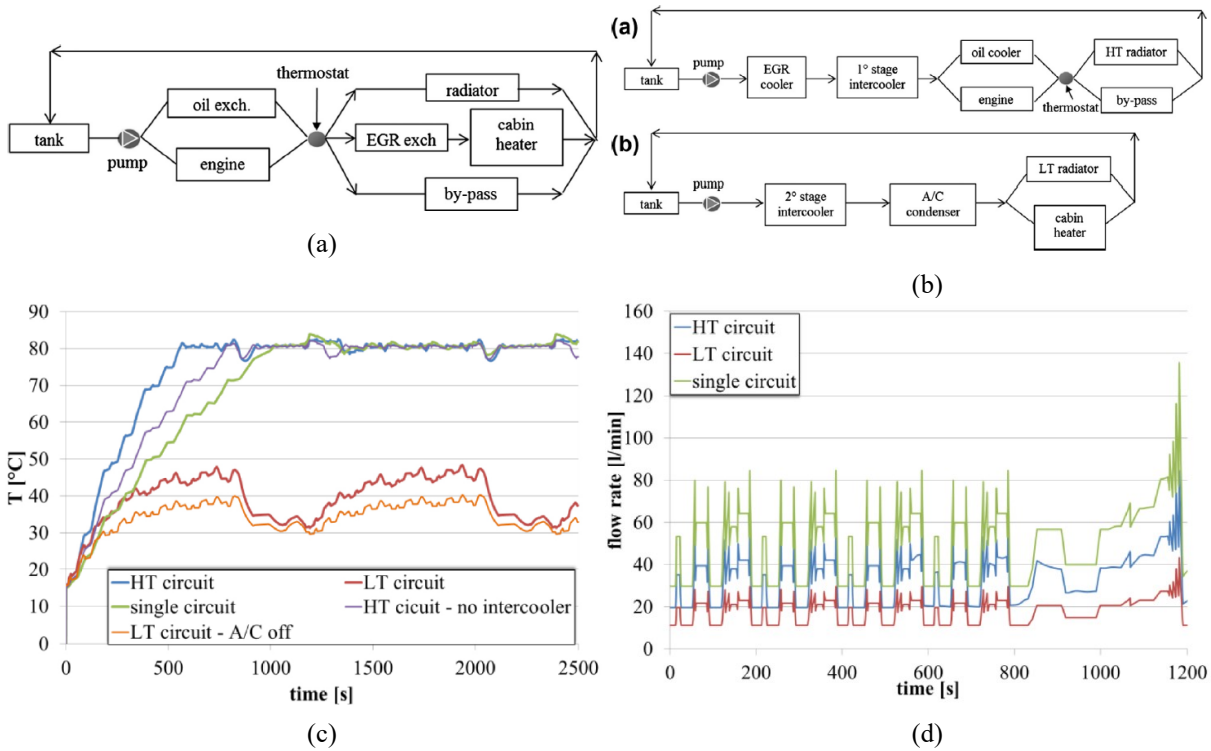 thermostat
oil exch.
radiator
tank
pump
EGR exch
cabin
heater
engine
by-pass
(a)
(a)
tank
pump
EGR
cooler
1° stage
intercooler
oil cooler
engine
thermostat
HT radiator
by-pass
(b)
tank
pump
2° stage
intercooler
A/C
condenser
LT radiator
cabin
heater
(b)
T [°C]
90
80
70
60
50
40
30
20
10
0
HT circuit
LT circuit
single circuit
HT cicuit - no intercooler
LT circuit - A/C off
0 500 1000 1500 2000 2500
time [s]
(c)
flow rate [l/min]
160
140
120
100
80
60
40
20
0
HT circuit
LT circuit
single circuit
0 200 400 600 800 1000 1200
time [s]
(d)